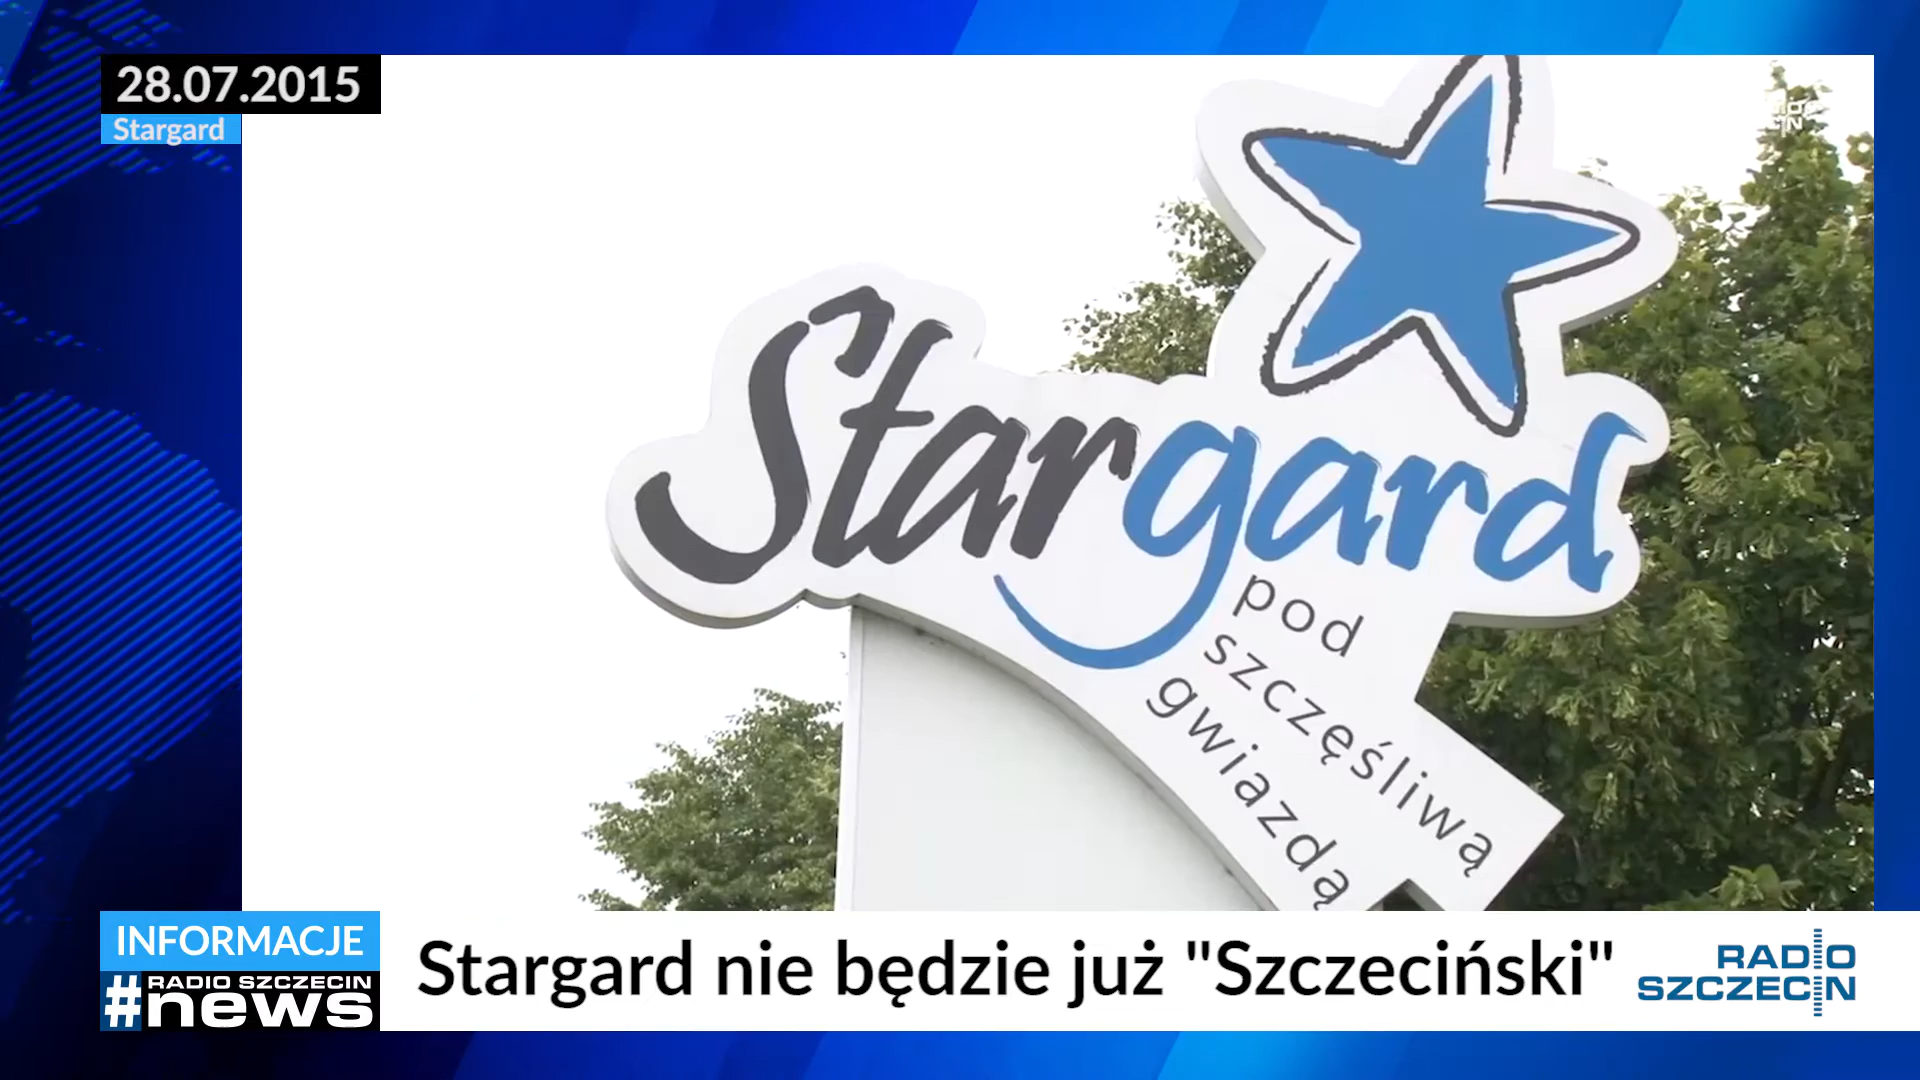 28.07.2015
Stargard
Stargard
pod
szczęśliwą
gwiazdą
INFORMACJE
#RADIO SZCZECIN
news
Stargard nie będzie już "Szczeciński"
RADIO
SZCZECIN